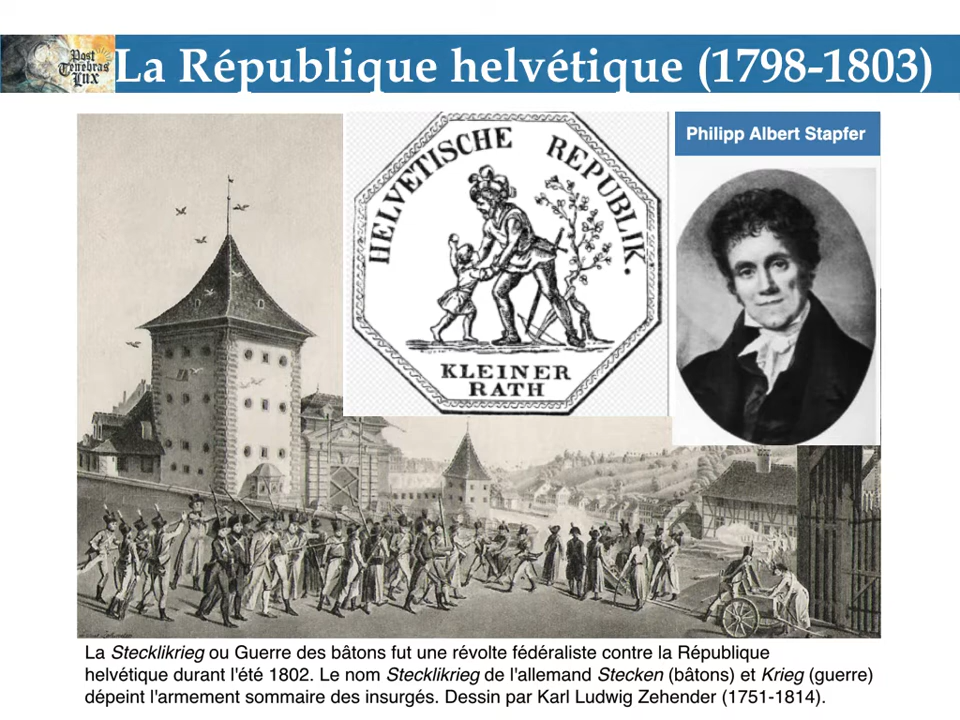 Post
Tenebras
Lux
La République helvétique (1798-1803)
HELVETISCHE REPUBLIK.
KLEINER
RATH
Philipp Albert Stapfer
La Stecklikrieg ou Guerre des bâtons fut une révolte fédéraliste contre la République
helvétique durant l'été 1802. Le nom Stecklikrieg de l'allemand Stecken (bâtons) et Krieg (guerre)
dépeint l'armement sommaire des insurgés. Dessin par Karl Ludwig Zehender (1751-1814).